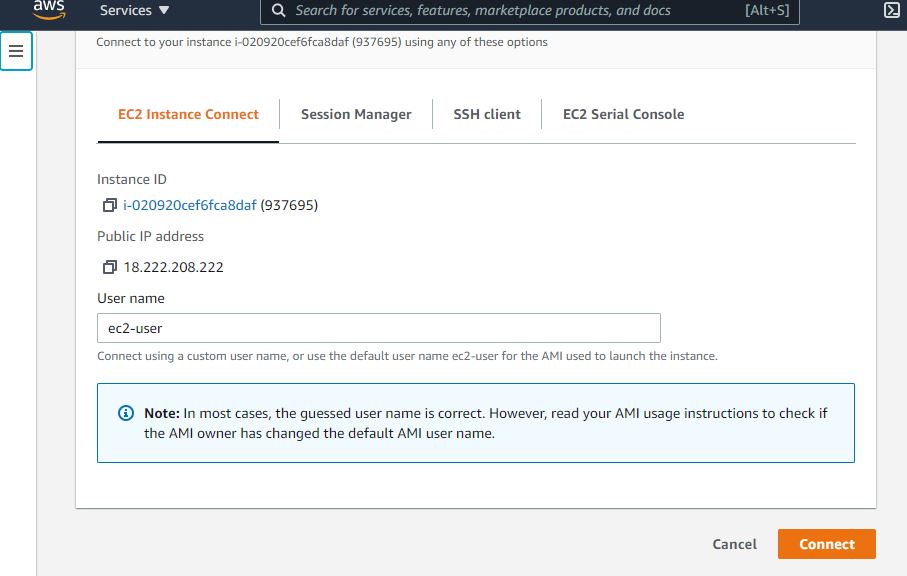 aws
Services ▼
Search for services, features, marketplace products, and docs [Alt+S]
Connect to your instance i-020920cef6fca8daf (937695) using any of these options
EC2 Instance Connect
Session Manager
SSH client
EC2 Serial Console
Instance ID
i-020920cef6fca8daf (937695)
Public IP address
18.222.208.222
User name
ec2-user
Connect using a custom user name, or use the default user name ec2-user for the AMI used to launch the instance.
Note: In most cases, the guessed user name is correct. However, read your AMI usage instructions to check if
the AMI owner has changed the default AMI user name.
Cancel
Connect